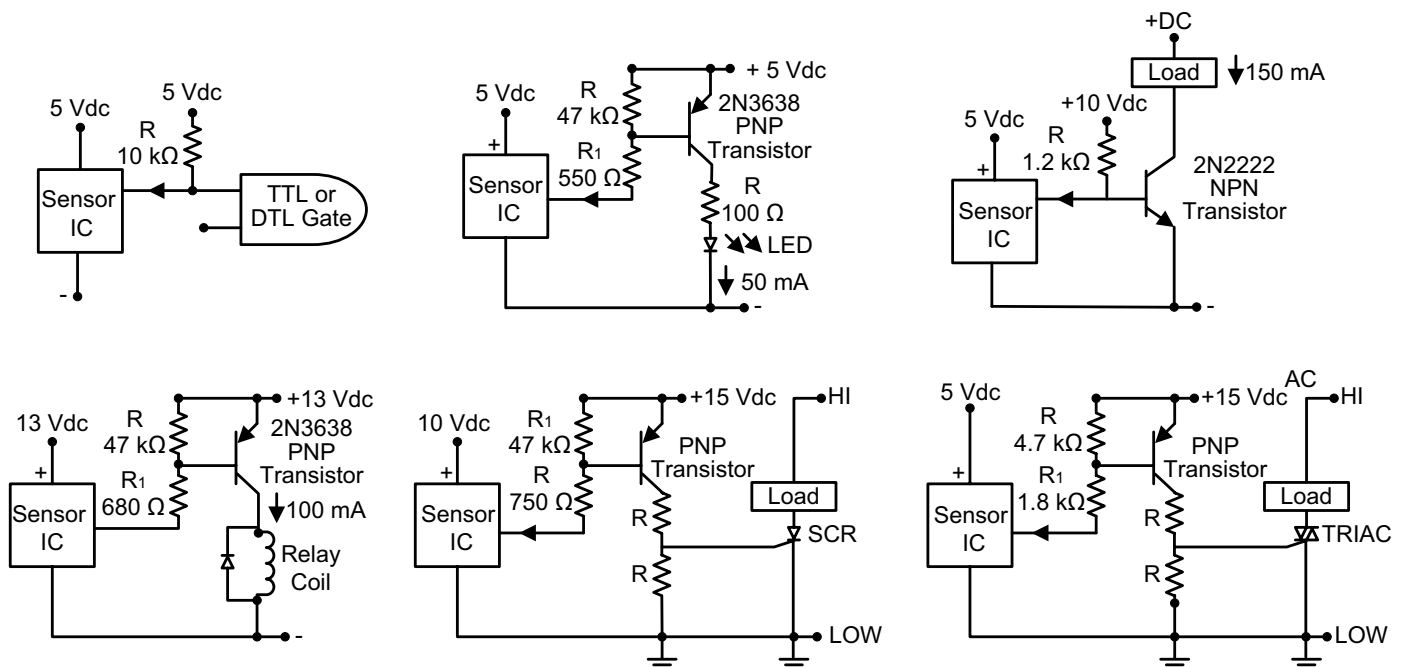 5 Vdc
5 Vdc
R
10 kΩ
Sensor
IC
TTL or
DTL Gate
-
+ 5 Vdc
5 Vdc
R
47 kΩ
2N3638
PNP
Transistor
+
R1
550 Ω
Sensor
IC
R
100 Ω
LED
50 mA
-
+DC
Load
150 mA
+10 Vdc
5 Vdc
R
1.2 kΩ
+
2N2222
NPN
Transistor
Sensor
IC
-
+13 Vdc
13 Vdc
R
47 kΩ
2N3638
PNP
Transistor
+
R1
680 Ω
Sensor
IC
100 mA
Relay
Coil
-
+15 Vdc
HI
10 Vdc
R1
47 kΩ
PNP
Transistor
+
R
750 Ω
Load
Sensor
IC
R
SCR
R
LOW
AC
+15 Vdc
HI
5 Vdc
R
4.7 kΩ
PNP
Transistor
+
R1
1.8 kΩ
Load
Sensor
IC
R
TRIAC
R
LOW